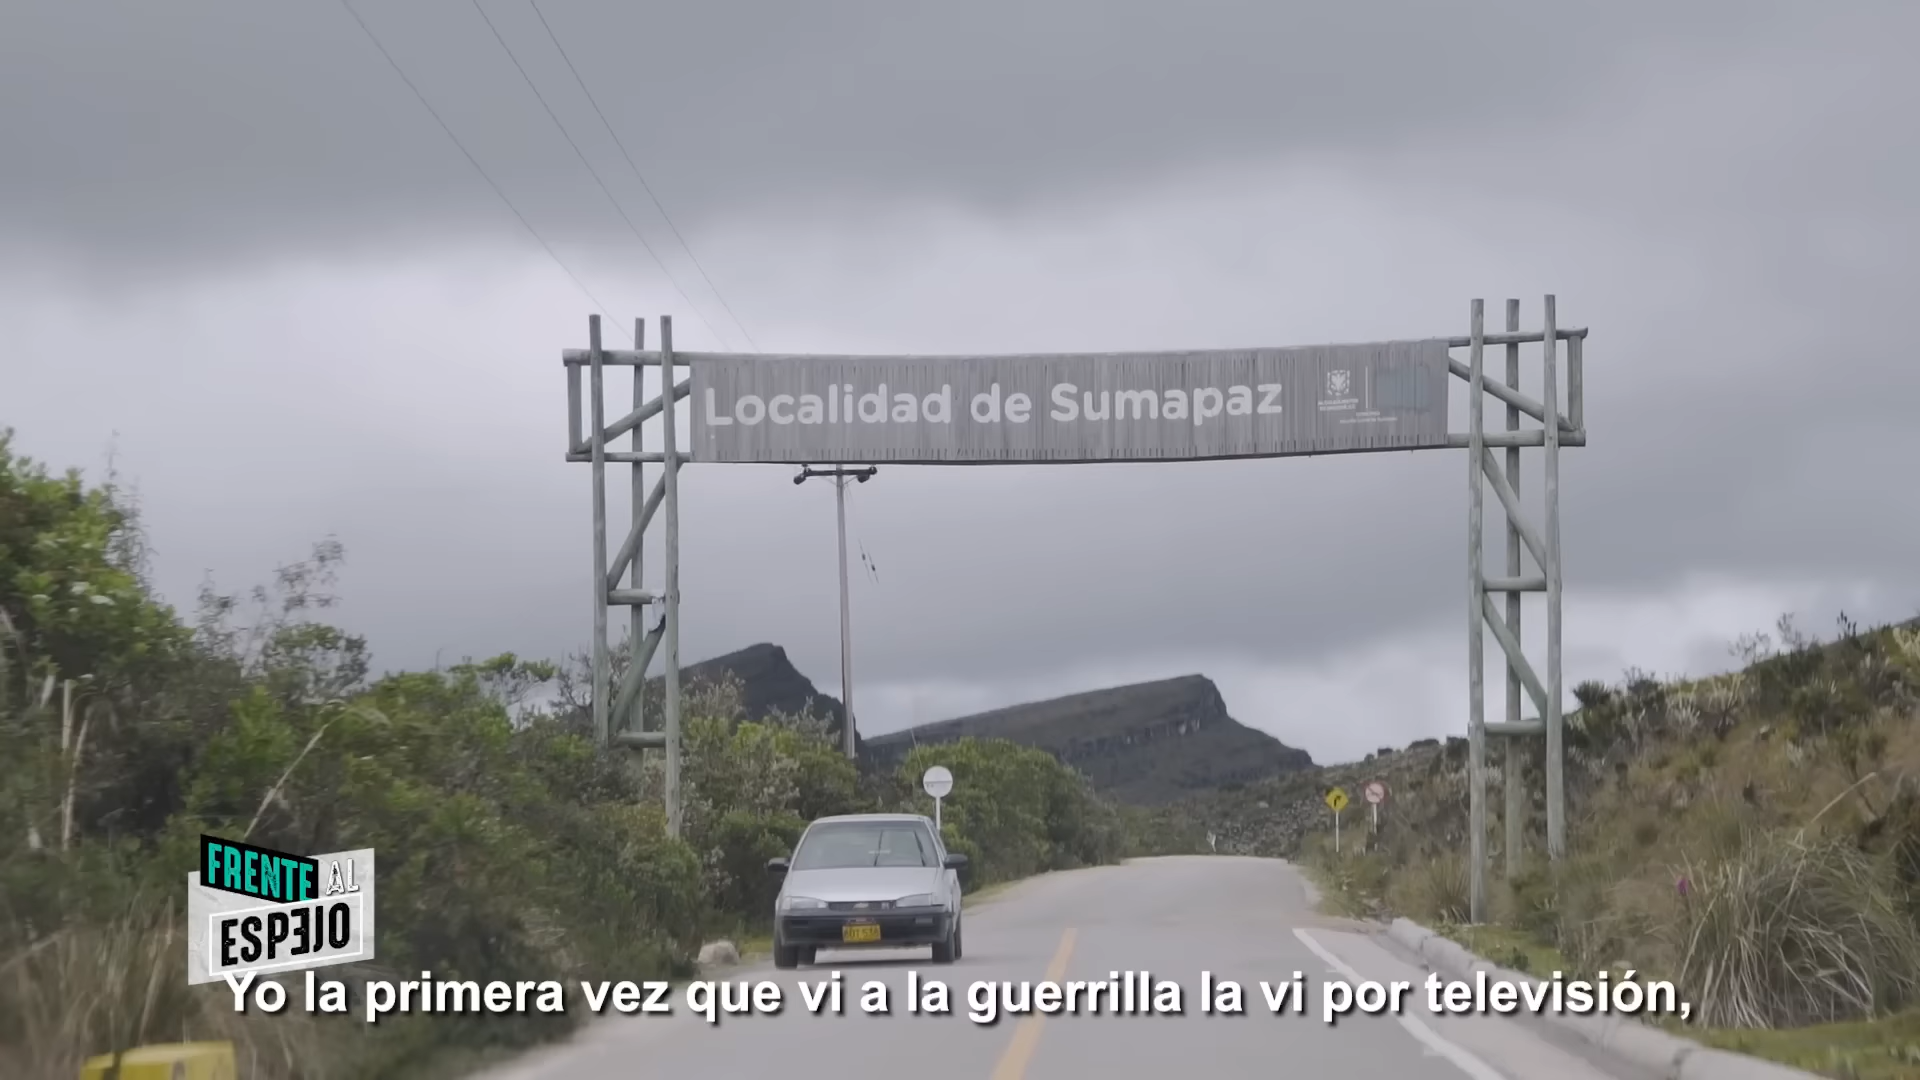 Localidad de Sumapaz
FRENTE AL
ESPEJO
Yo la primera vez que vi a la guerrilla la vi por televisión,